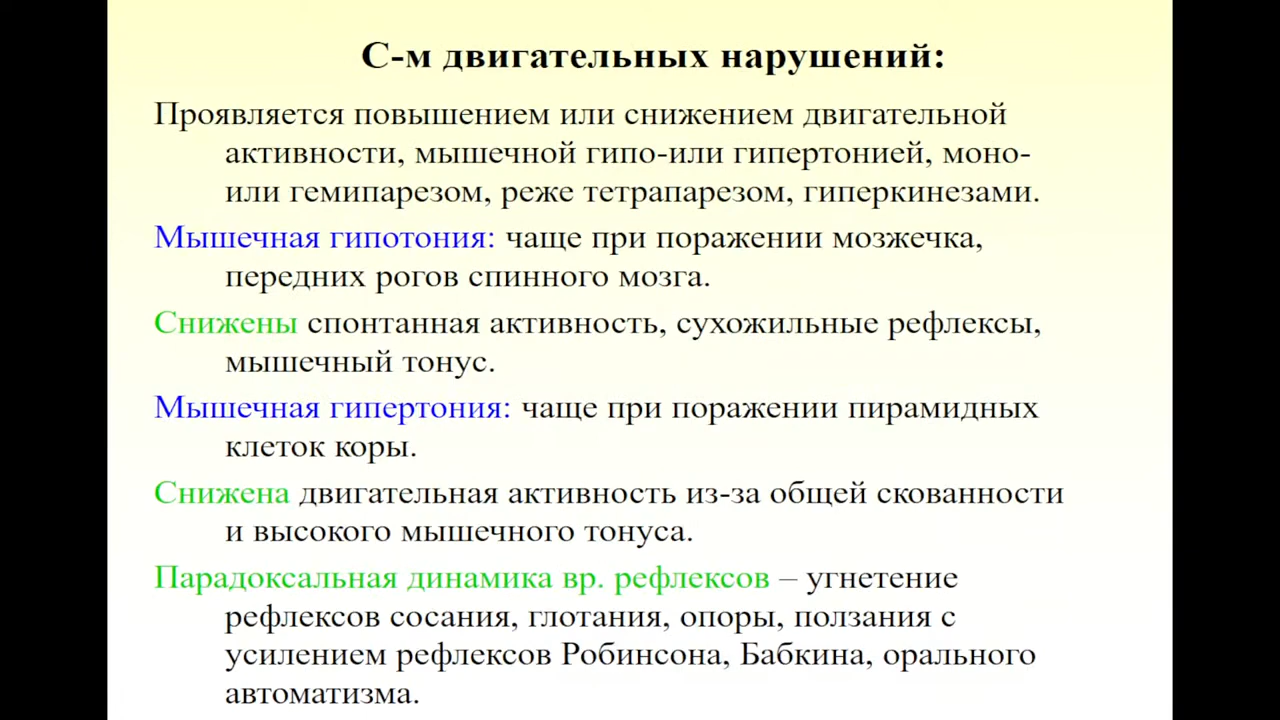 С-м двигательных нарушений:
Проявляется повышением или снижением двигательной
активности, мышечной гипо-или гипертонией, моно-
или гемипарезом, реже тетрапарезом, гиперкинезами.
Мышечная гипотония: чаще при поражении мозжечка,
передних рогов спинного мозга.
Снижены спонтанная активность, сухожильные рефлексы,
мышечный тонус.
Мышечная гипертония: чаще при поражении пирамидных
клеток коры.
Снижена двигательная активность из-за общей скованности
и высокого мышечного тонуса.
Парадоксальная динамика вр. рефлексов – угнетение
рефлексов сосания, глотания, опоры, ползания с
усилением рефлексов Робинсона, Бабкина, орального
автоматизма.